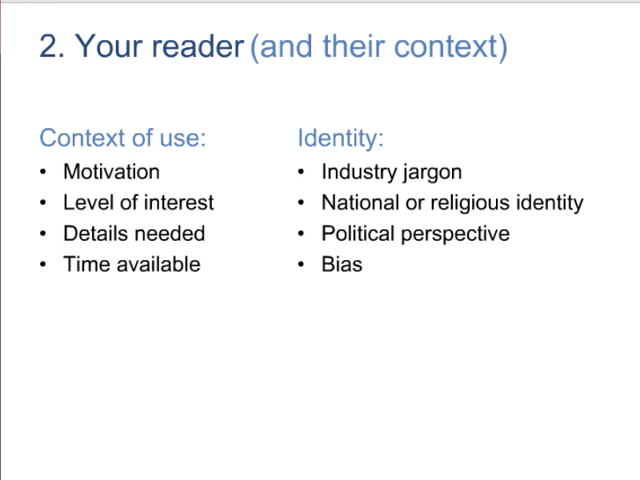 2. Your reader (and their context)
Context of use:
• Motivation
• Level of interest
• Details needed
• Time available
Identity:
• Industry jargon
• National or religious identity
• Political perspective
• Bias